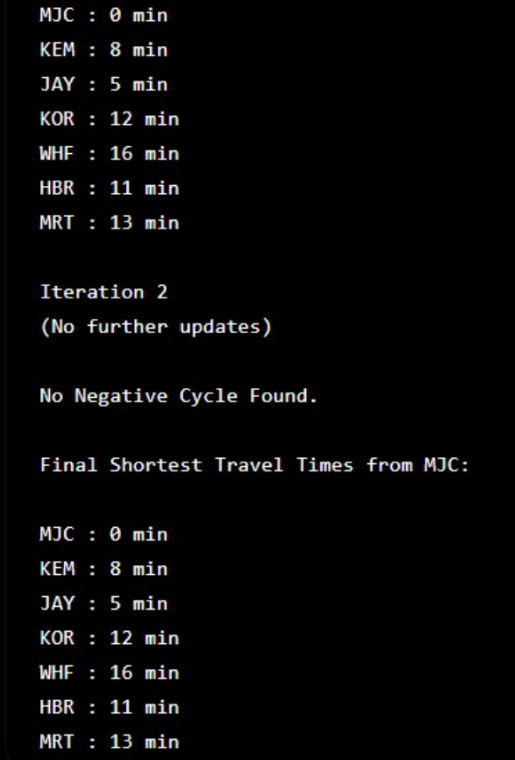 MJC : 0 min
KEM : 8 min
JAY : 5 min
KOR : 12 min
WHF : 16 min
HBR : 11 min
MRT : 13 min
Iteration 2
(No further updates)
No Negative Cycle Found.
Final Shortest Travel Times from MJC:
MJC : 0 min
KEM : 8 min
JAY : 5 min
KOR : 12 min
WHF : 16 min
HBR : 11 min
MRT : 13 min